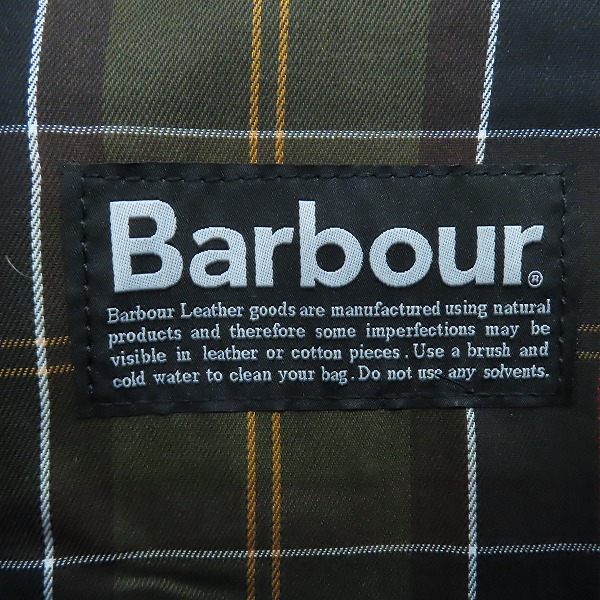 Barbour®
Barbour Leather goods are manufactured using natural
products and therefore some imperfections may be
visible in leather or cotton pieces. Use a brush and
cold water to clean your bag. Do not use any solvents.